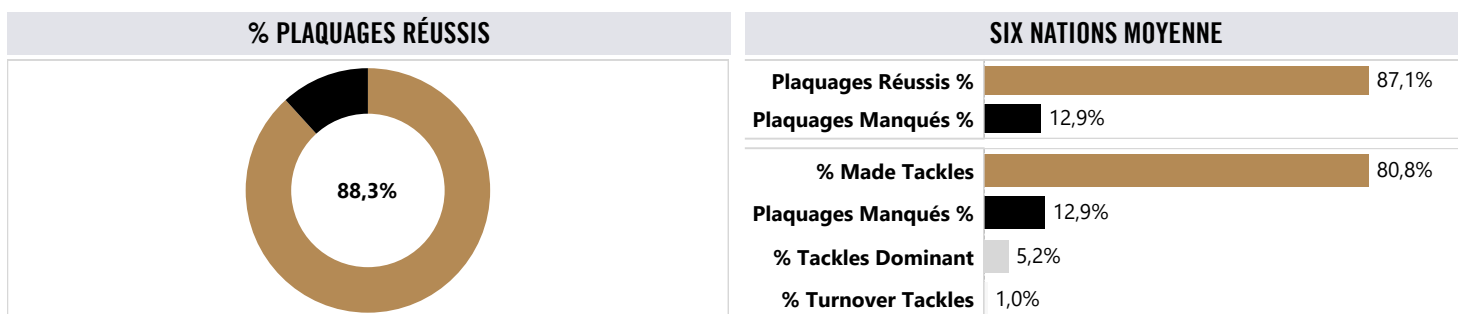 % PLAQUAGES RÉUSSIS
88,3%
SIX NATIONS MOYENNE
Plaquages Réussis % 87,1%
Plaquages Manqués % 12,9%
% Made Tackles 80,8%
Plaquages Manqués % 12,9%
% Tackles Dominant 5,2%
% Turnover Tackles 1,0%